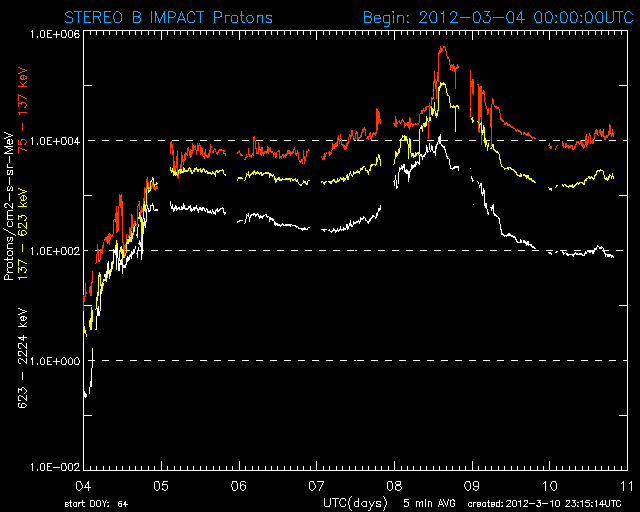 STEREO B IMPACT Protons Begin: 2012-03-04 00:00:00UTC
1.0E+006
1.0E+004
1.0E+002
1.0E+000
1.0E-002
Protons/cm2-s-sr-MeV
623 - 2224 keV 137 - 623 keV 75 - 137 keV
04 05 06 07 08 09 10 11
start DOY: 64 UTC(days) 5 min AVG created:2012-3-10 23:15:14UTC